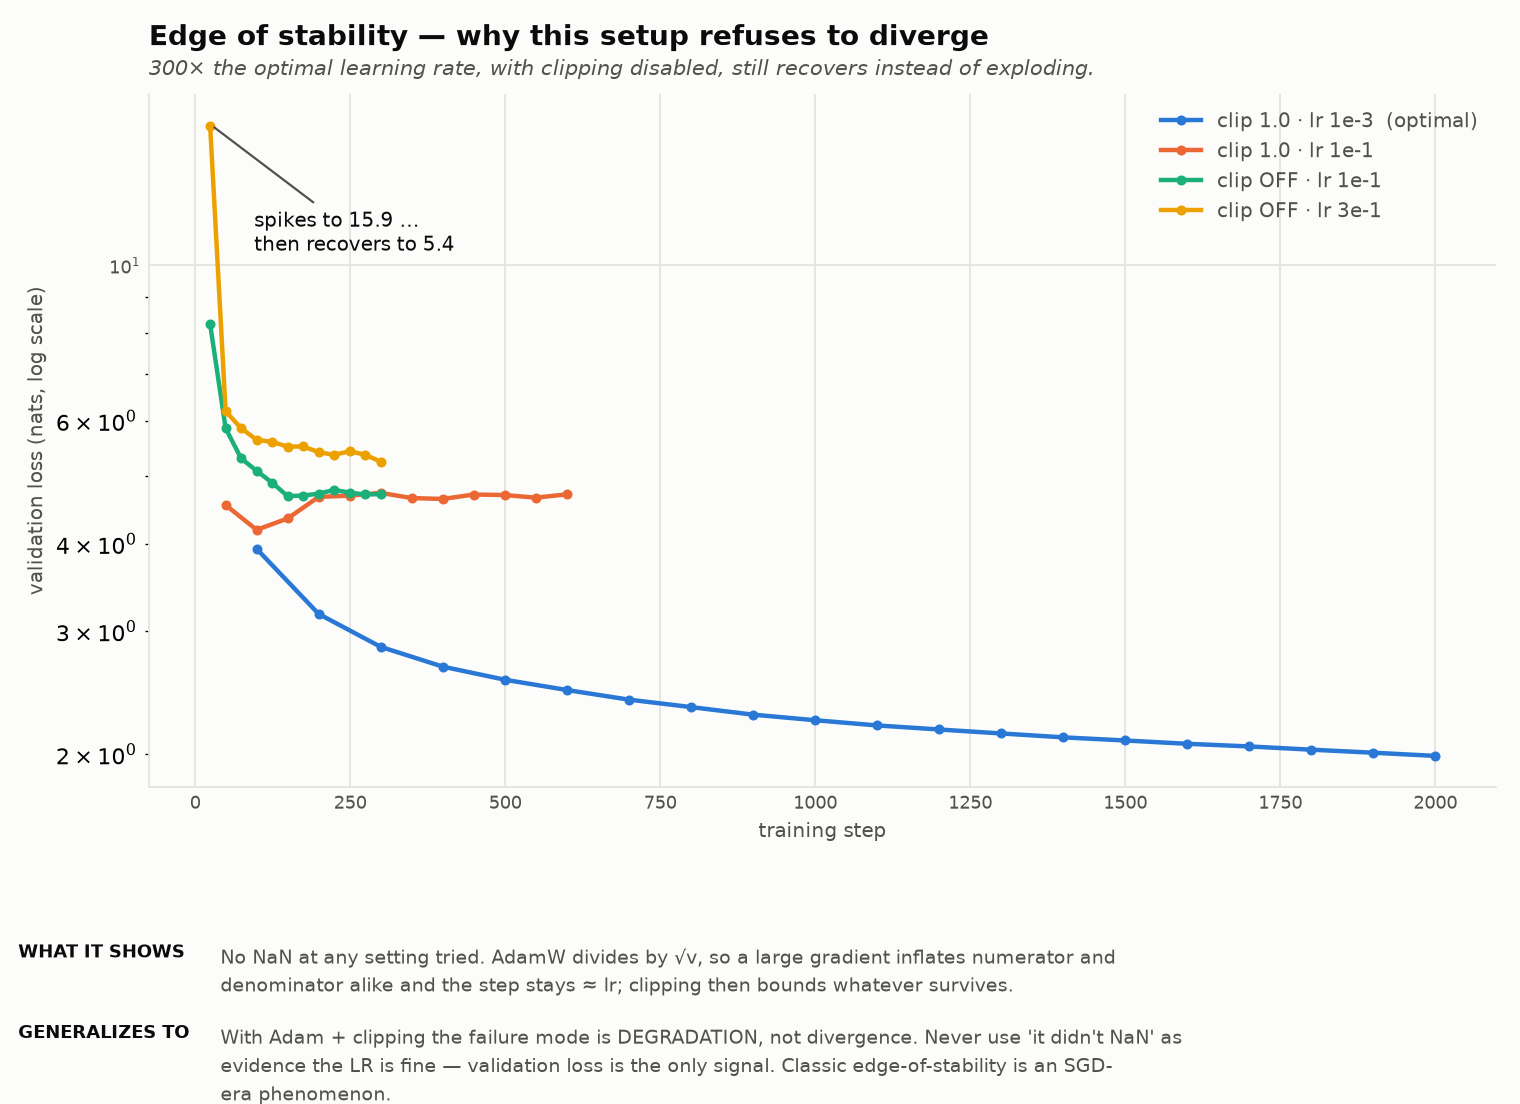 Edge of stability — why this setup refuses to diverge
300× the optimal learning rate, with clipping disabled, still recovers instead of exploding.
clip 1.0 · lr 1e-3 (optimal)
clip 1.0 · lr 1e-1
clip OFF · lr 1e-1
clip OFF · lr 3e-1
spikes to 15.9 …
then recovers to 5.4
validation loss (nats, log scale)
10¹
6 × 10⁰
4 × 10⁰
3 × 10⁰
2 × 10⁰
0 250 500 750 1000 1250 1500 1750 2000
training step
WHAT IT SHOWS
No NaN at any setting tried. AdamW divides by √v, so a large gradient inflates numerator and
denominator alike and the step stays ≈ lr; clipping then bounds whatever survives.
GENERALIZES TO
With Adam + clipping the failure mode is DEGRADATION, not divergence. Never use 'it didn't NaN' as
evidence the LR is fine — validation loss is the only signal. Classic edge-of-stability is an SGD-
era phenomenon.